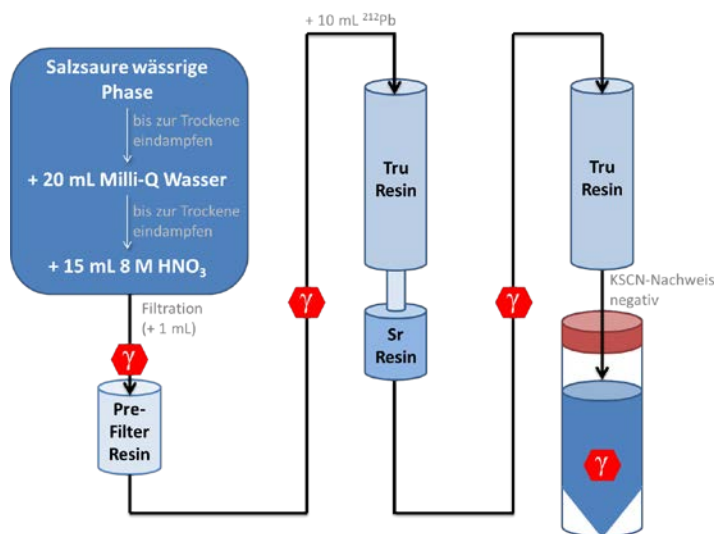 Salzsaure wässrige
Phase
bis zur Trockene
eindampfen
+ 20 mL Milli-Q Wasser
bis zur Trockene
eindampfen
+ 15 mL 8 M HNO₃
Filtration
(+ 1 mL)
γ
Pre-
Filter
Resin
γ
+ 10 mL ²¹²Pb
Tru
Resin
Sr
Resin
γ
Tru
Resin
KSCN-Nachweis
negativ
γ